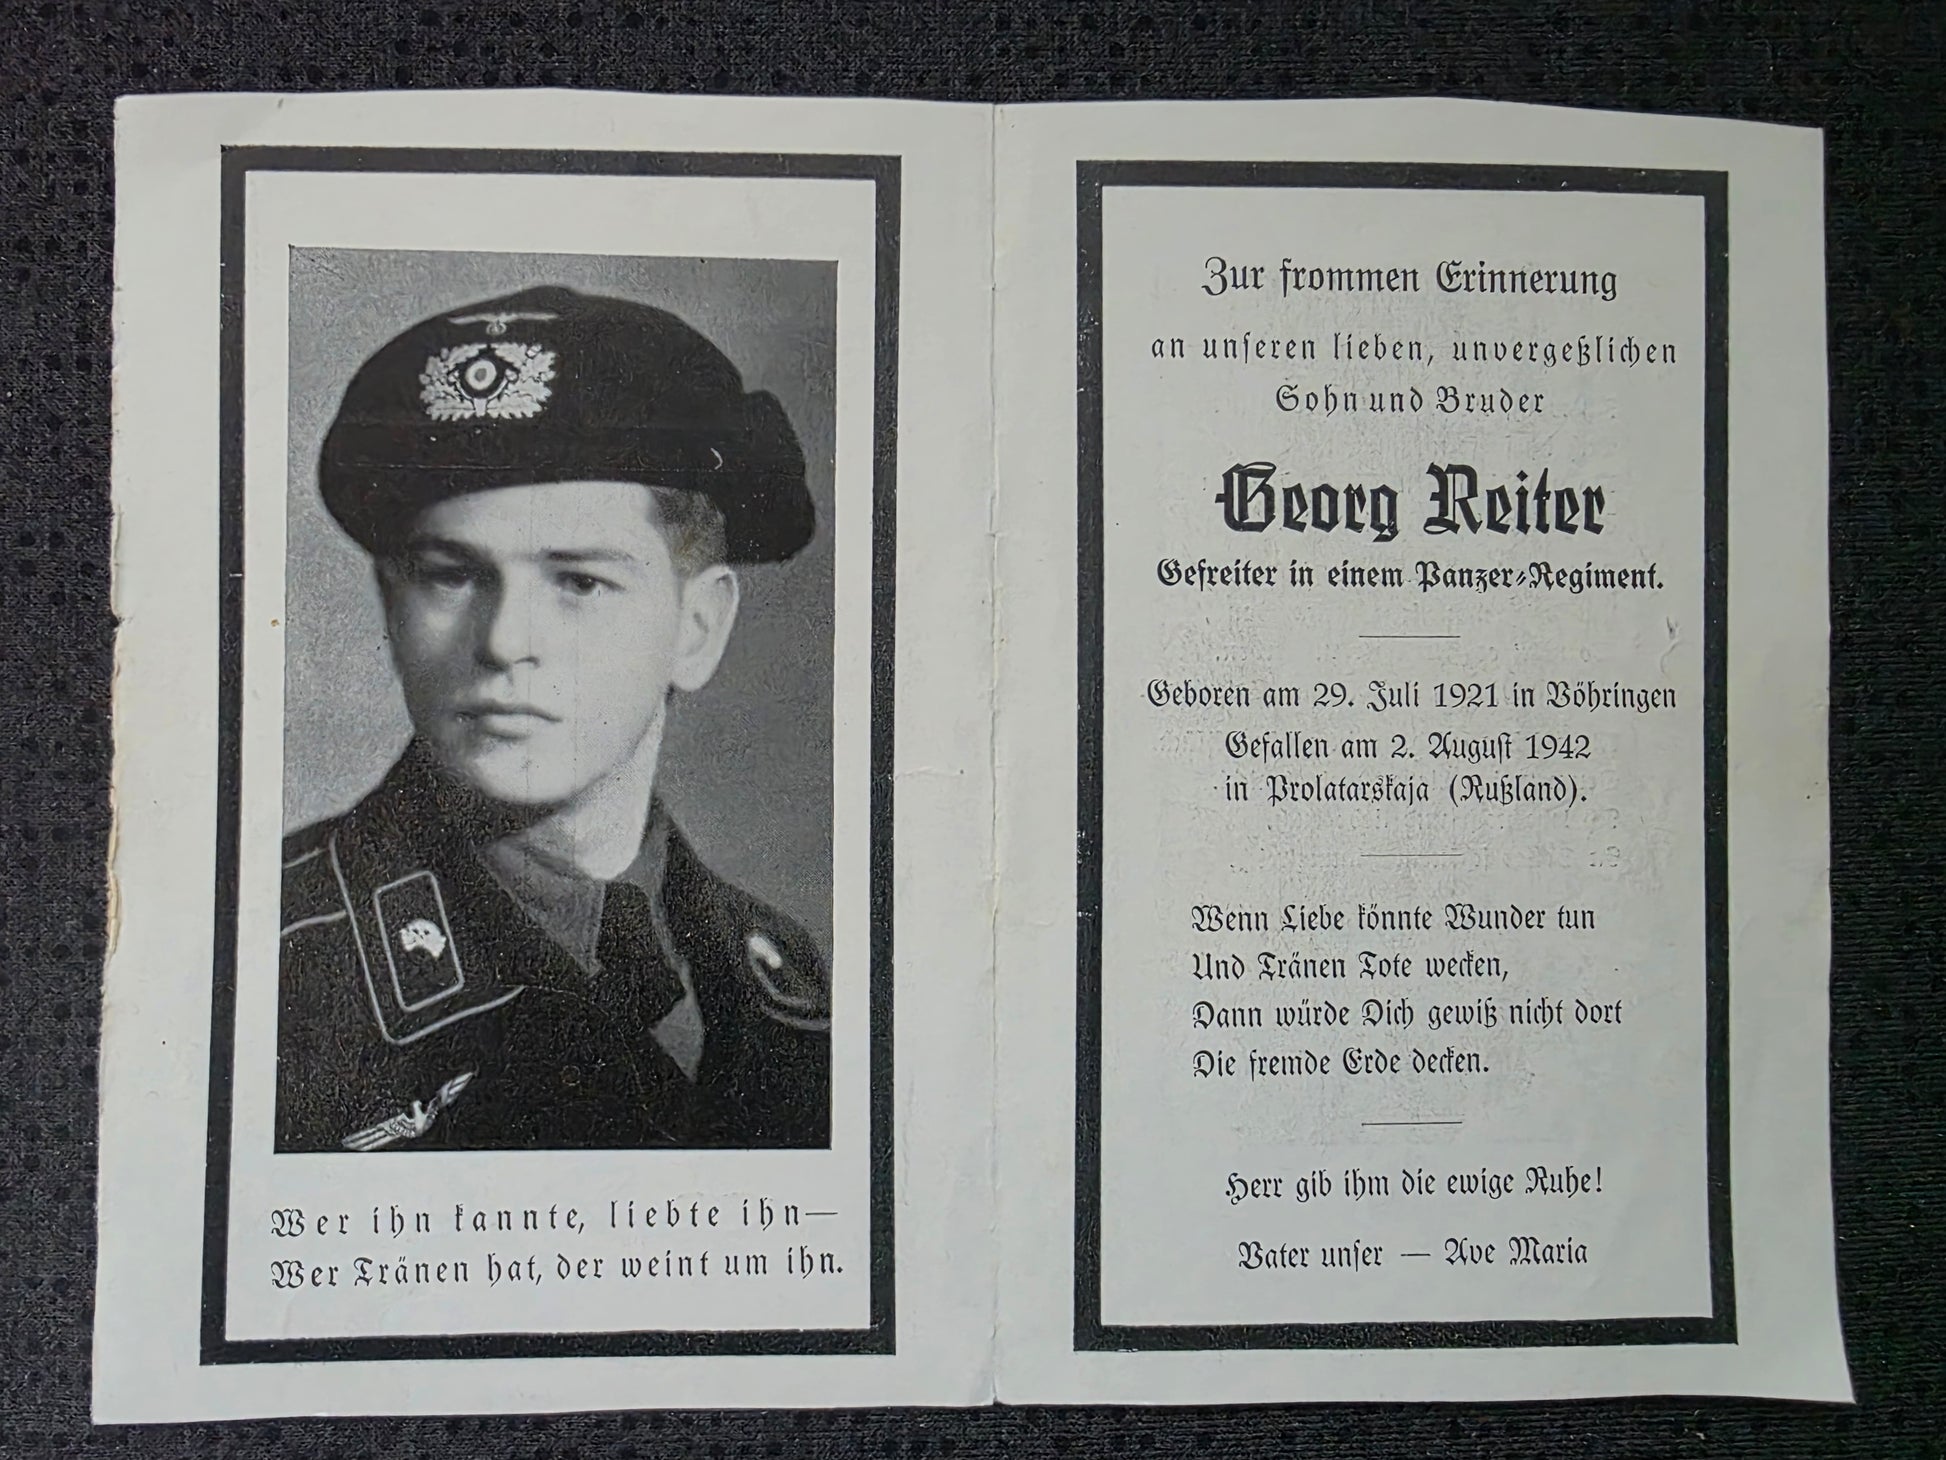 Wer ihn kannte, liebte ihn—
Wer Tränen hat, der weint um ihn.
Zur frommen Erinnerung
an unseren lieben, unvergeßlichen
Sohn und Bruder
Georg Reiter
Gefreiter in einem Panzer-Regiment.
Geboren am 29. Juli 1921 in Vöhringen
Gefallen am 2. August 1942
in Prolatarskaja (Rußland).
Wenn Liebe könnte Wunder tun
Und Tränen Tote wecken,
Dann würde Dich gewiß nicht dort
Die fremde Erde decken.
Herr gib ihm die ewige Ruhe!
Vater unser — Ave Maria